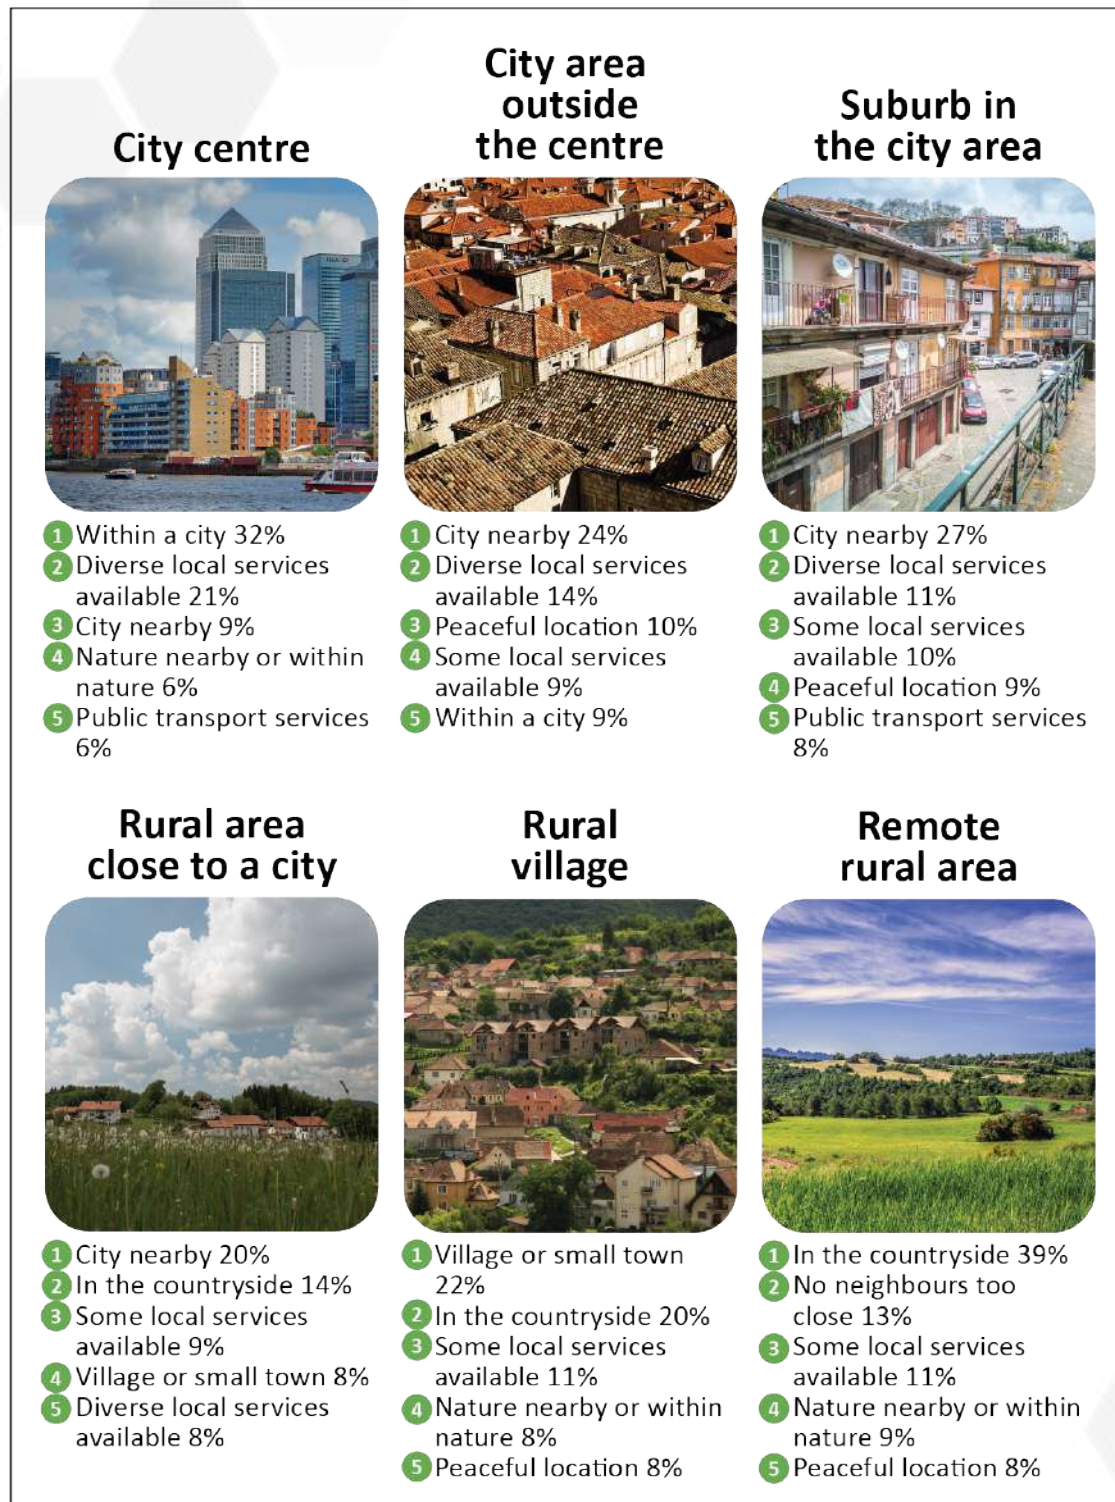 City centre
1 Within a city 32%
2 Diverse local services
available 21%
3 City nearby 9%
4 Nature nearby or within
nature 6%
5 Public transport services
6%
City area
outside
the centre
1 City nearby 24%
2 Diverse local services
available 14%
3 Peaceful location 10%
4 Some local services
available 9%
5 Within a city 9%
Suburb in
the city area
1 City nearby 27%
2 Diverse local services
available 11%
3 Some local services
available 10%
4 Peaceful location 9%
5 Public transport services
8%
Rural area
close to a city
1 City nearby 20%
2 In the countryside 14%
3 Some local services
available 9%
4 Village or small town 8%
5 Diverse local services
available 8%
Rural
village
1 Village or small town
22%
2 In the countryside 20%
3 Some local services
available 11%
4 Nature nearby or within
nature 8%
5 Peaceful location 8%
Remote
rural area
1 In the countryside 39%
2 No neighbours too
close 13%
3 Some local services
available 11%
4 Nature nearby or within
nature 9%
5 Peaceful location 8%